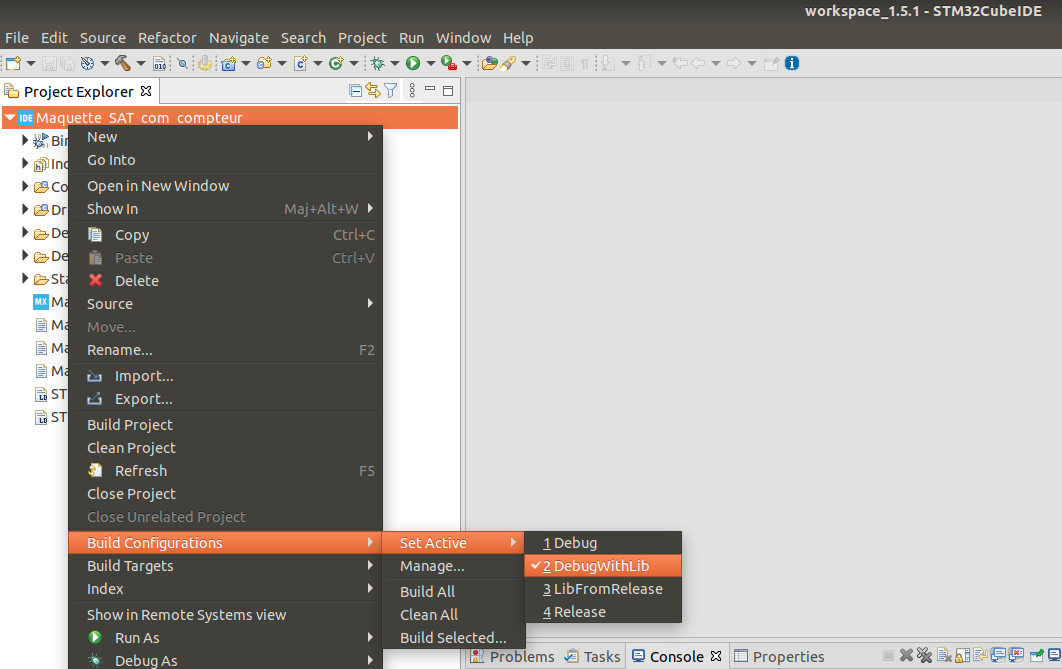 workspace_1.5.1 - STM32CubeIDE
File Edit Source Refactor Navigate Search Project Run Window Help
Project Explorer
IDE Maquette_SAT_com_compteur
Bin
Inc
Co
Dr
De
De
Sta
MX Ma
Ma
Ma
Ma
ST
ST
New
Go Into
Open in New Window
Show In Maj+Alt+W
Copy Ctrl+C
Paste Ctrl+V
Delete
Source
Move...
Rename... F2
Import...
Export...
Build Project
Clean Project
Refresh F5
Close Project
Close Unrelated Project
Build Configurations
Build Targets
Index
Show in Remote Systems view
Run As
Debug As
Set Active
Manage...
Build All
Clean All
Build Selected...
1 Debug
2 DebugWithLib
3 LibFromRelease
4 Release
Problems Tasks Console Properties